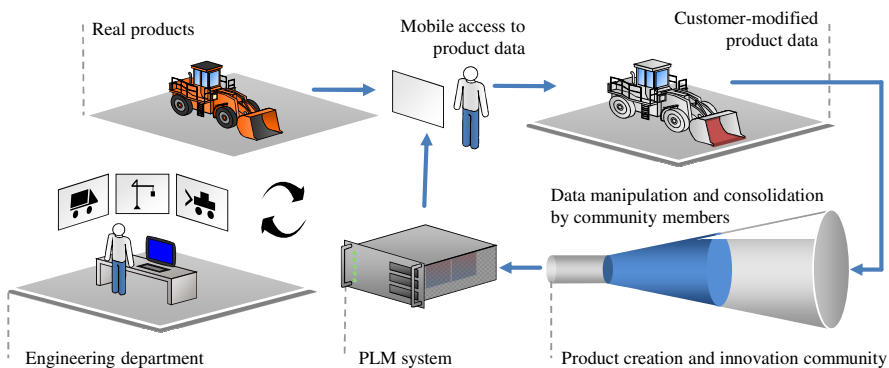 Real products
Mobile access to
product data
Customer-modified
product data
Data manipulation and consolidation
by community members
Engineering department
PLM system
Product creation and innovation community